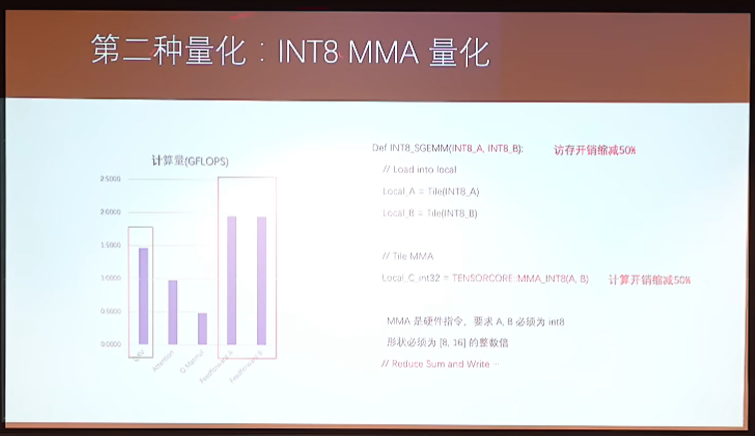 第二种量化：INT8 MMA 量化
计算量(GFLOPS)
2.5000
2.0000
1.5000
1.0000
0.5000
0.0000
Attention
O Matmul
Feedforward A
Feedforward B
Def INT8_SGEMM(INT8_A, INT8_B):
访存开销缩减50%
// Load into local
Local_A = Tile(INT8_A)
Local_B = Tile(INT8_B)
// Tile MMA
Local_C_int32 = TENSORCORE::MMA_INT8(A, B)
计算开销缩减50%
MMA 是硬件指令，要求 A, B 必须为 int8
形状必须为 [8, 16] 的整数倍
// Reduce Sum and Write